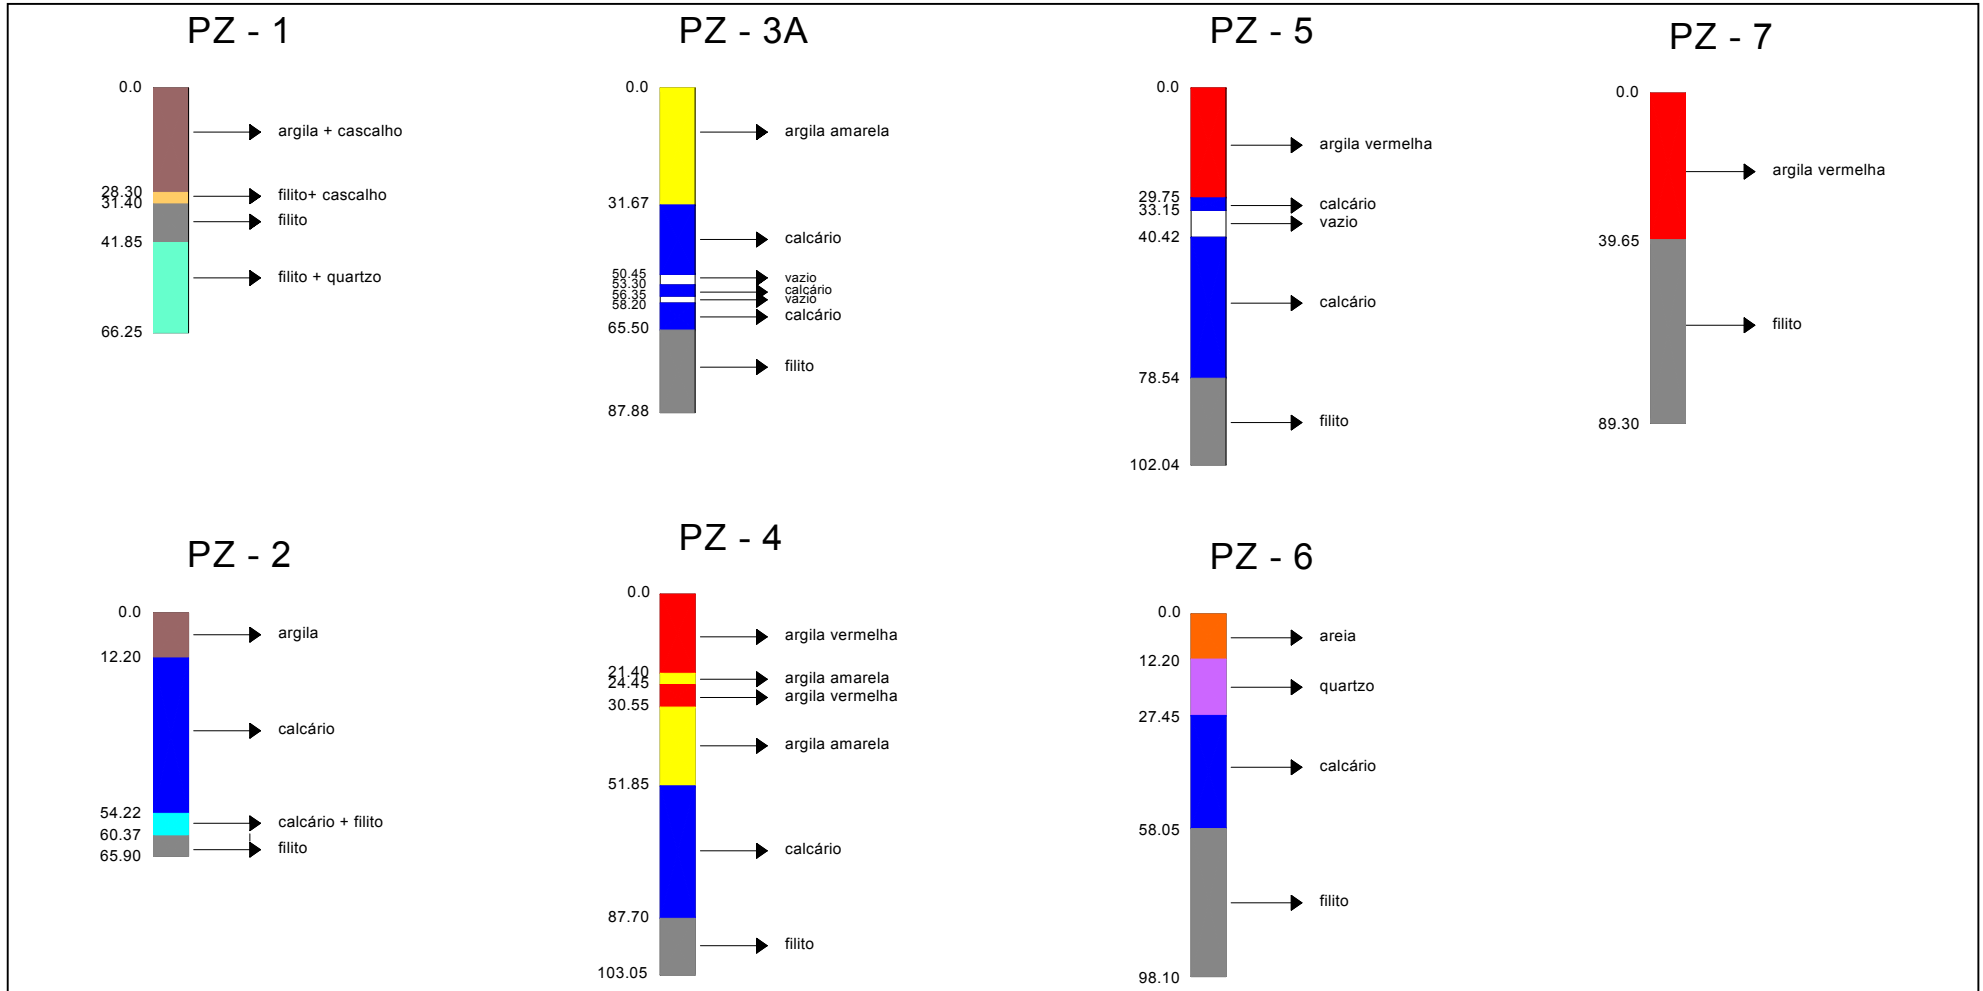 PZ - 1
0.0
argila + cascalho
28.30
filito+ cascalho
31.40
filito
41.85
filito + quartzo
66.25
PZ - 3A
0.0
argila amarela
31.67
calcário
50.45
vazio
53.30
calcário
56.35
vazio
58.20
calcário
65.50
filito
87.88
PZ - 5
0.0
argila vermelha
29.75
calcário
33.15
vazio
40.42
calcário
78.54
filito
102.04
PZ - 7
0.0
argila vermelha
39.65
filito
89.30
PZ - 2
0.0
argila
12.20
calcário
54.22
calcário + filito
60.37
filito
65.90
PZ - 4
0.0
argila vermelha
21.40
argila amarela
24.45
argila vermelha
30.55
argila amarela
51.85
calcário
87.70
filito
103.05
PZ - 6
0.0
areia
12.20
quartzo
27.45
calcário
58.05
filito
98.10